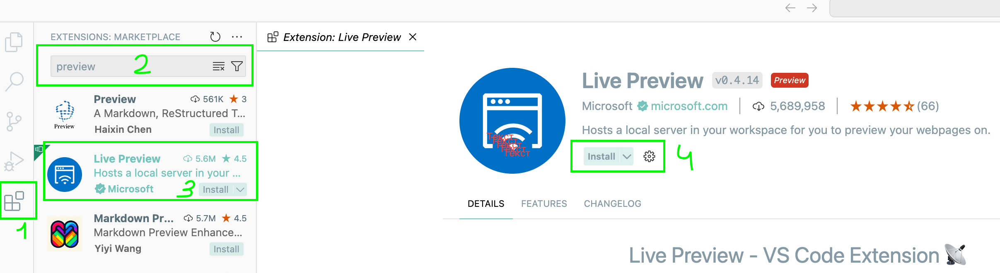 EXTENSIONS: MARKETPLACE
preview
2
Preview 561K 3
A Markdown, ReStructured T...
Haixin Chen Install
Preview
Live Preview 5.6M 4.5
Hosts a local server in your ...
Microsoft 3 Install
1
Markdown Pr... 5.7M 4.5
Markdown Preview Enhance...
Yiyi Wang Install
Extension: Live Preview
Live Preview v0.4.14 Preview
Microsoft microsoft.com 5,689,958 (66)
Hosts a local server in your workspace for you to preview your webpages on.
Install 4
Текст
Текст
Текст
Текст
Текст
DETAILS FEATURES CHANGELOG
Live Preview - VS Code Extension